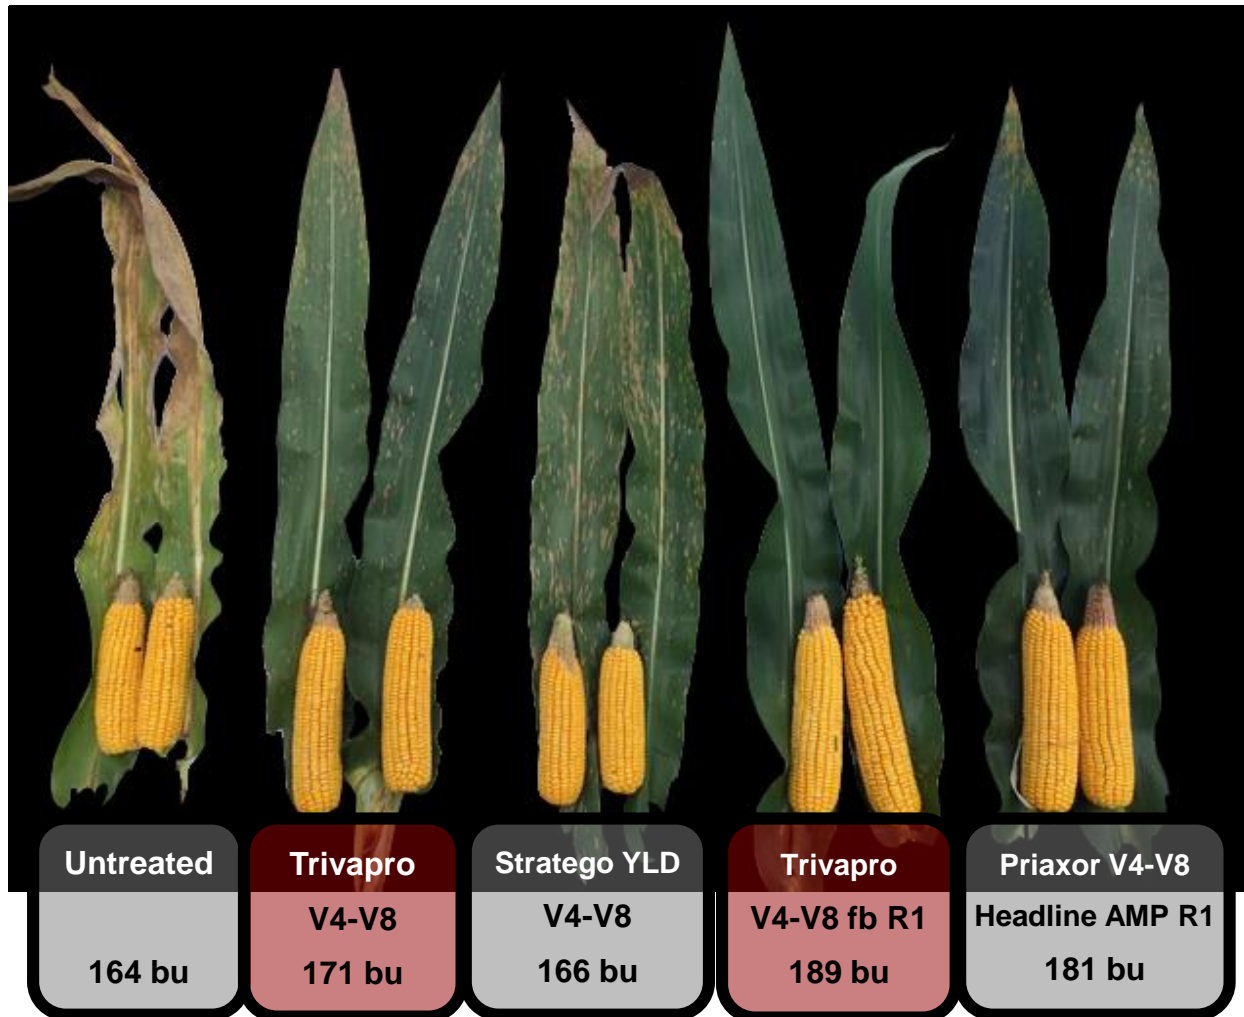 Untreated
164 bu
Trivapro
V4-V8
171 bu
Stratego YLD
V4-V8
166 bu
Trivapro
V4-V8 fb R1
189 bu
Priaxor V4-V8
Headline AMP R1
181 bu